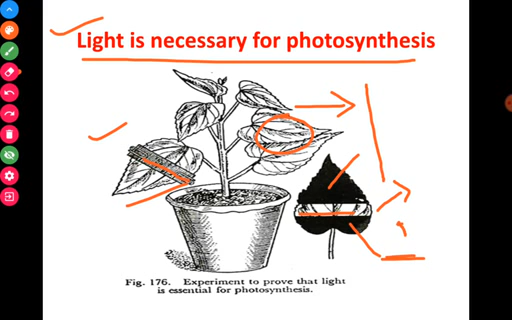 Light is necessary for photosynthesis
Fig. 176. Experiment to prove that light
is essential for photosynthesis.